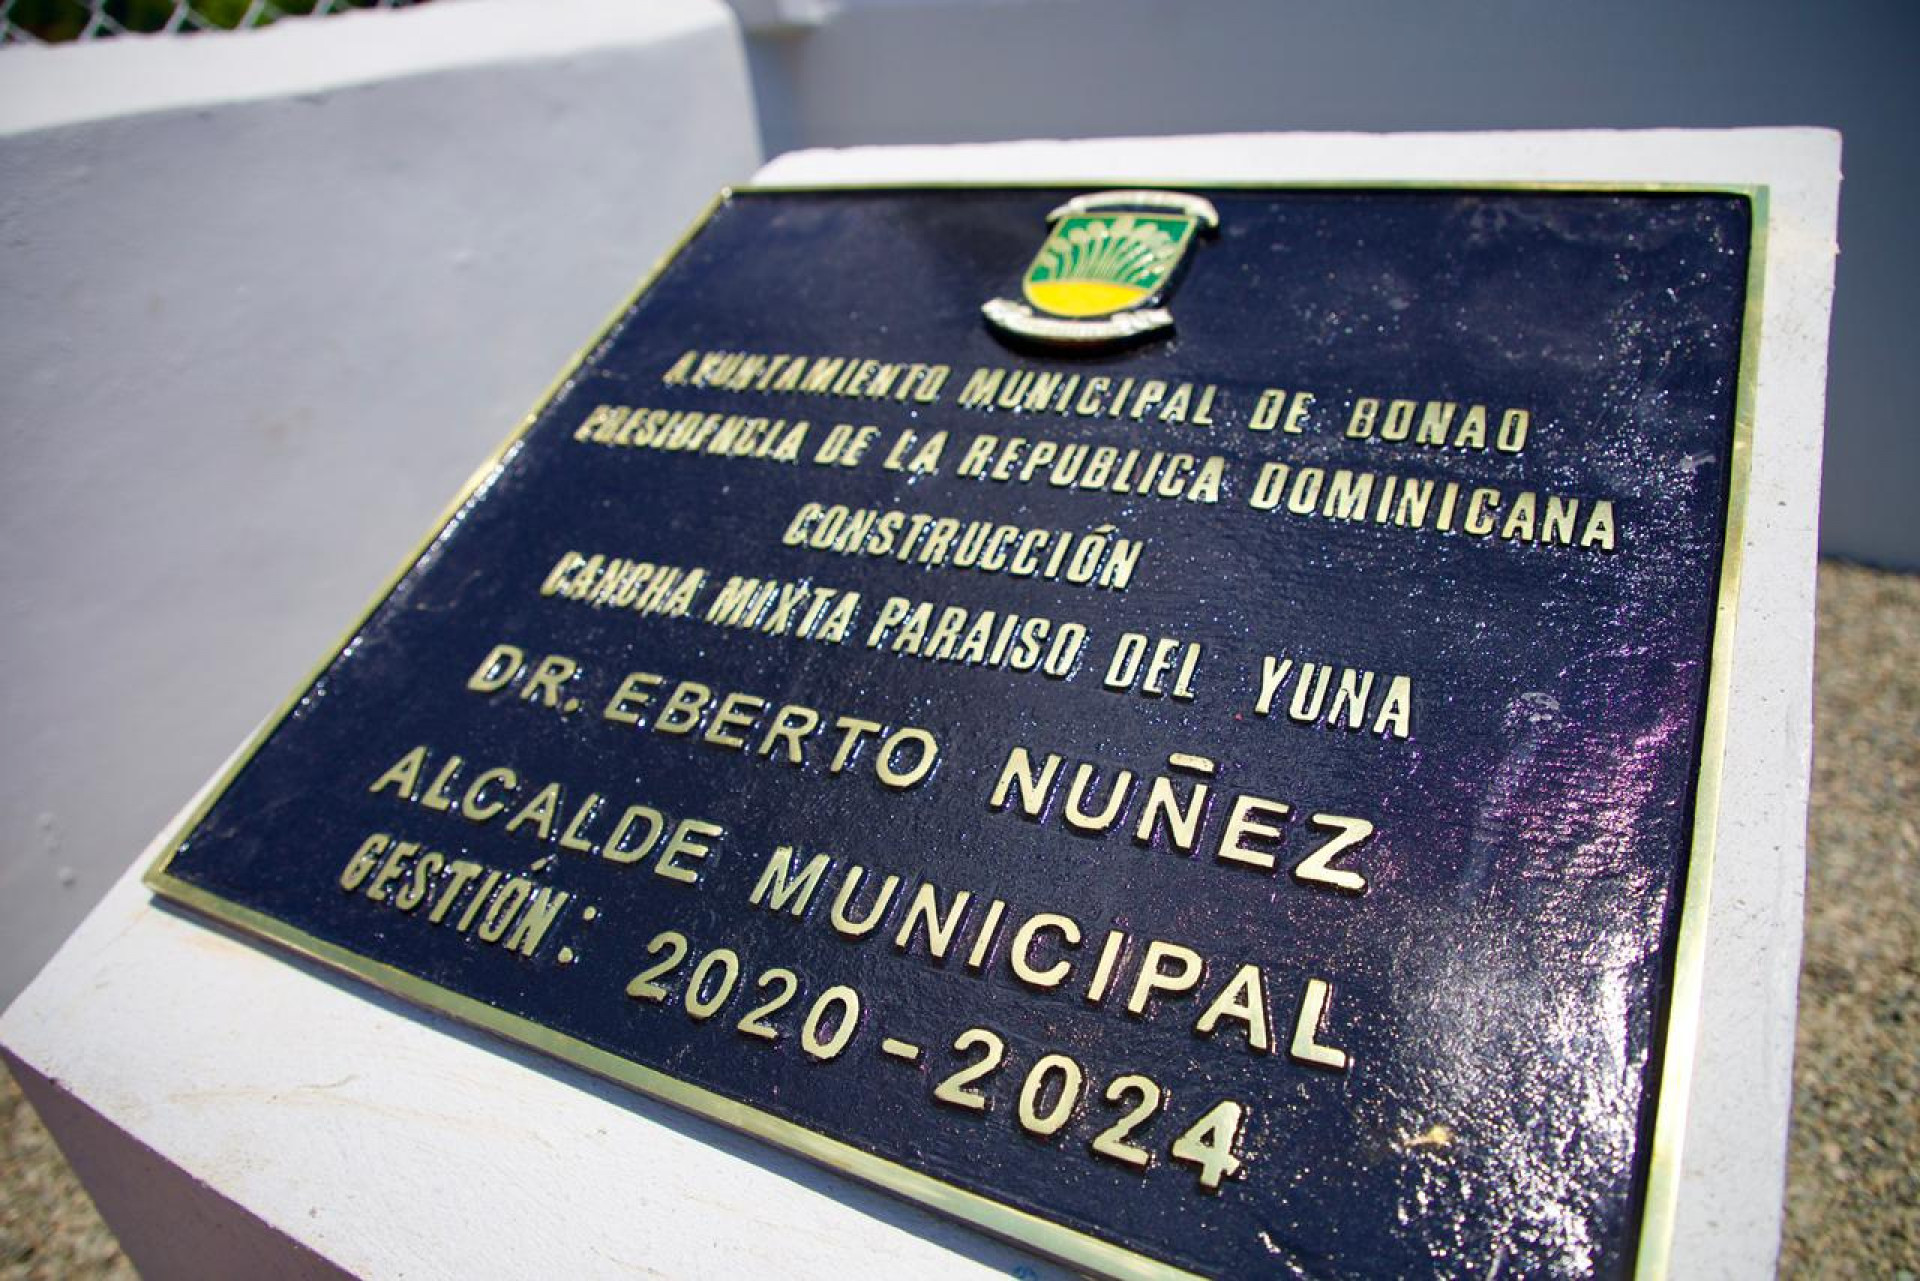 AYUNTAMIENTO MUNICIPAL DE BONAO
PRESIDENCIA DE LA REPUBLICA DOMINICANA
CONSTRUCCIÓN
CANCHA MIXTA PARAISO DEL YUNA
DR. EBERTO NUÑEZ
ALCALDE MUNICIPAL
GESTIÓN: 2020-2024